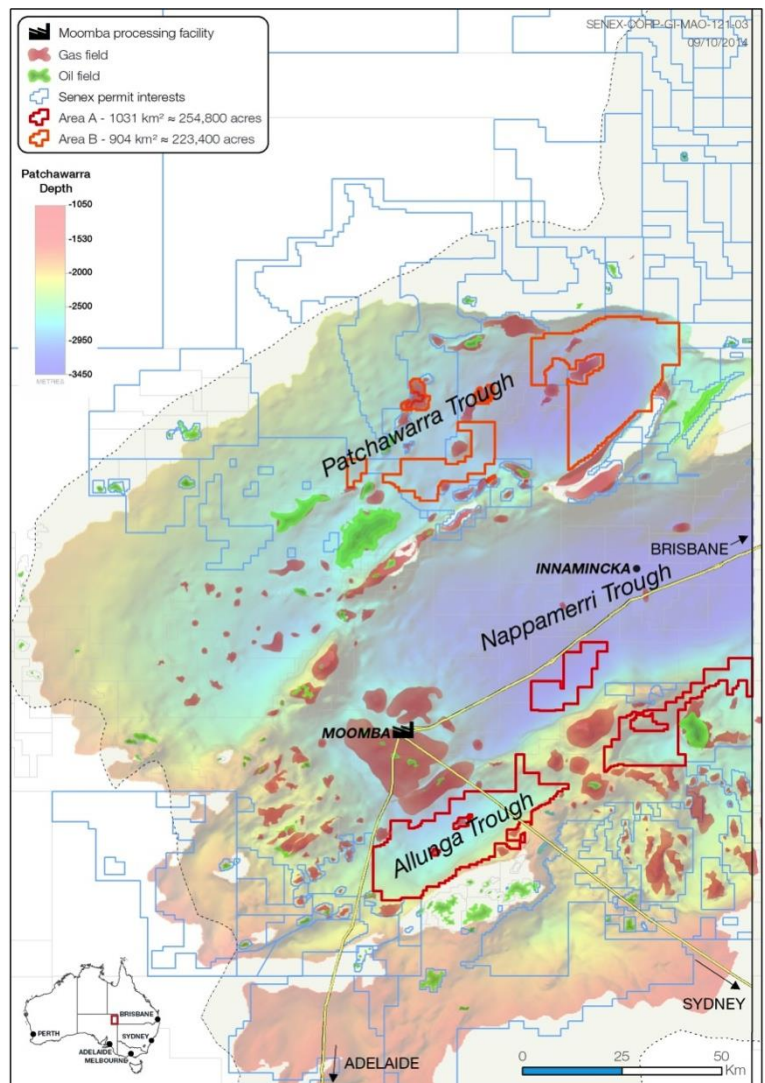 SENEX-CORP-GT-MAO-121-03
09/10/2014
Moomba processing facility
Gas field
Oil field
Senex permit interests
Area A - 1031 km² ≈ 254,800 acres
Area B - 904 km² ≈ 223,400 acres
Patchawarra
Depth
-1050
-1530
-2000
-2500
-2950
-3450
METRES
Patchawarra Trough
BRISBANE
INNAMINCKA
Nappamerri Trough
MOOMBA
Allunga Trough
SYDNEY
ADELAIDE
BRISBANE
PERTH
SYDNEY
ADELAIDE
MELBOURNE
0 25 50
Km